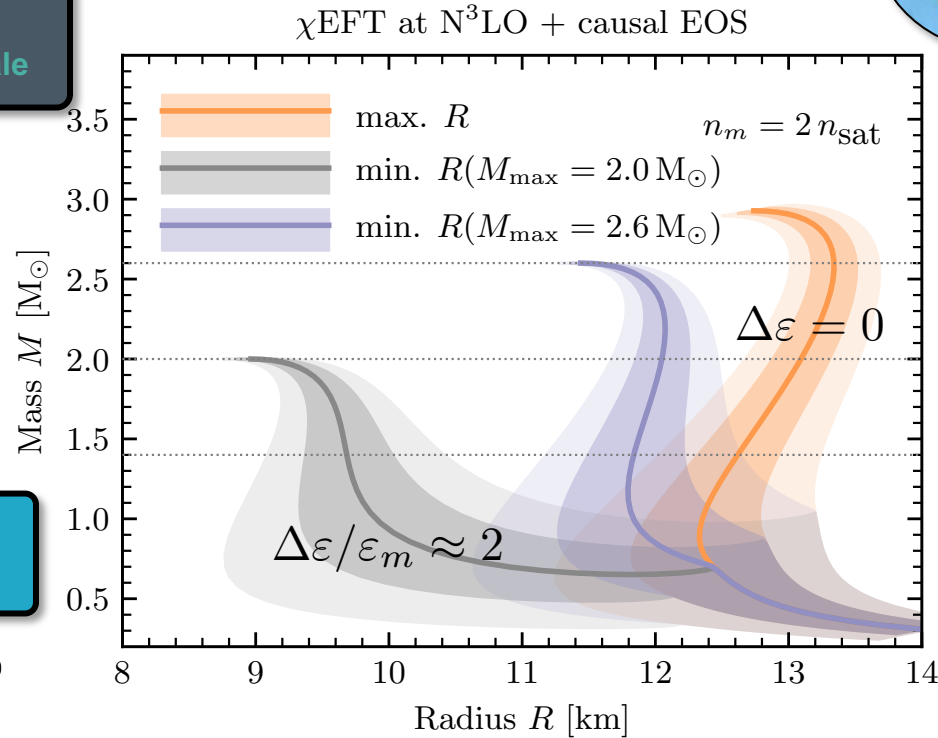 χEFT at N³LO + causal EOS
max. R
min. R(M_max = 2.0 M_⊙)
min. R(M_max = 2.6 M_⊙)
n_m = 2 n_sat
Δε = 0
Δε/ε_m ≈ 2
Mass M [M_⊙]
3.5
3.0
2.5
2.0
1.5
1.0
0.5
8 9 10 11 12 13 14
Radius R [km]